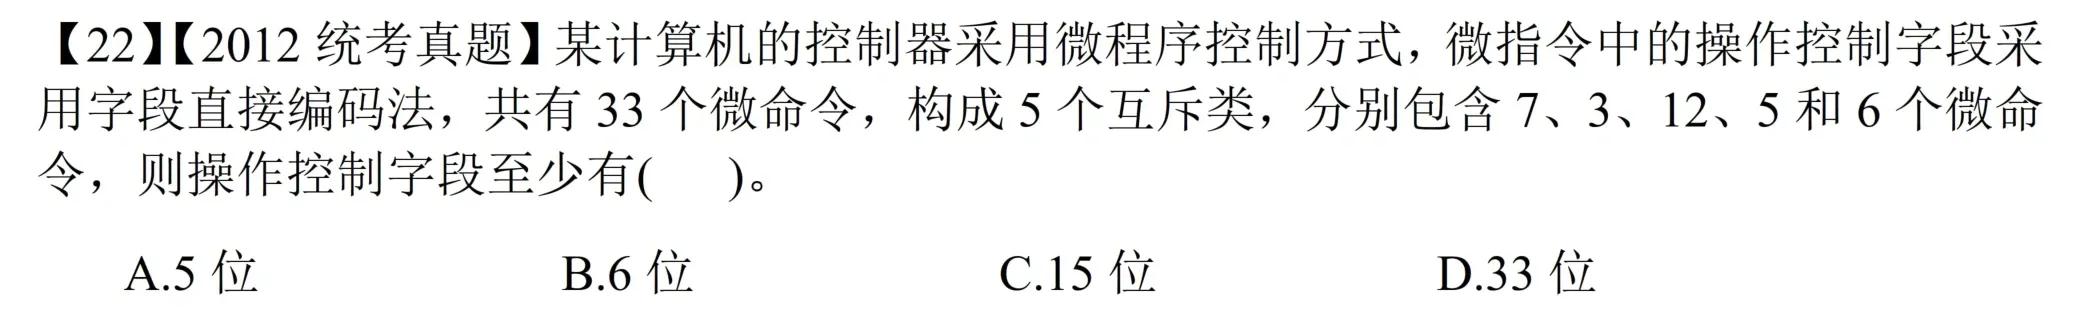 【22】【2012 统考真题】某计算机的控制器采用微程序控制方式，微指令中的操作控制字段采
用字段直接编码法，共有 33 个微命令，构成 5 个互斥类，分别包含 7、3、12、5 和 6 个微命
令，则操作控制字段至少有(　　)。
A.5 位　　B.6 位　　C.15 位　　D.33 位